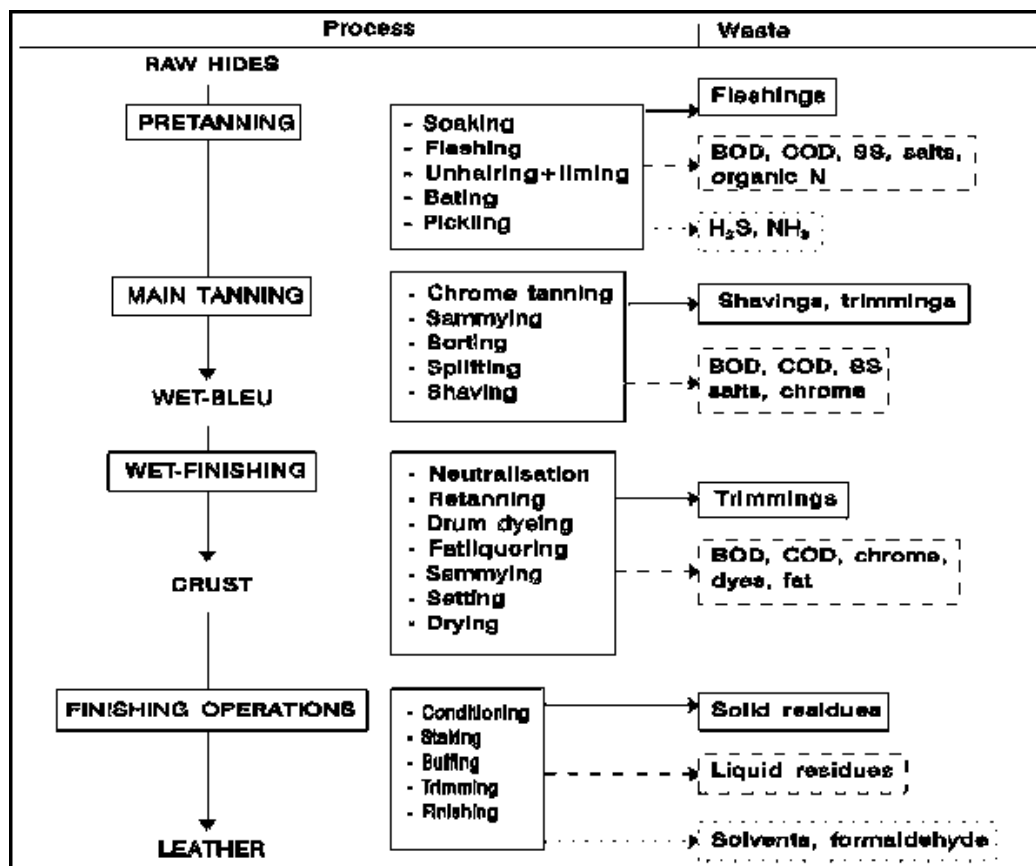 Process
Waste
RAW HIDES
PRETANNING
- Soaking
- Fleshing
- Unhairing+liming
- Bating
- Pickling
Fleshings
BOD, COD, SS, salts,
organic N
H₂S, NH₃
MAIN TANNING
- Chrome tanning
- Sammying
- Sorting
- Splitting
- Shaving
Shavings, trimmings
BOD, COD, SS
salts, chrome
WET-BLEU
WET-FINISHING
- Neutralisation
- Retanning
- Drum dyeing
- Fatliquoring
- Sammying
- Setting
- Drying
Trimmings
BOD, COD, chrome,
dyes, fat
CRUST
FINISHING OPERATIONS
- Conditioning
- Staking
- Buffing
- Trimming
- Finishing
Solid residues
Liquid residues
Solvents, formaldehyde
LEATHER